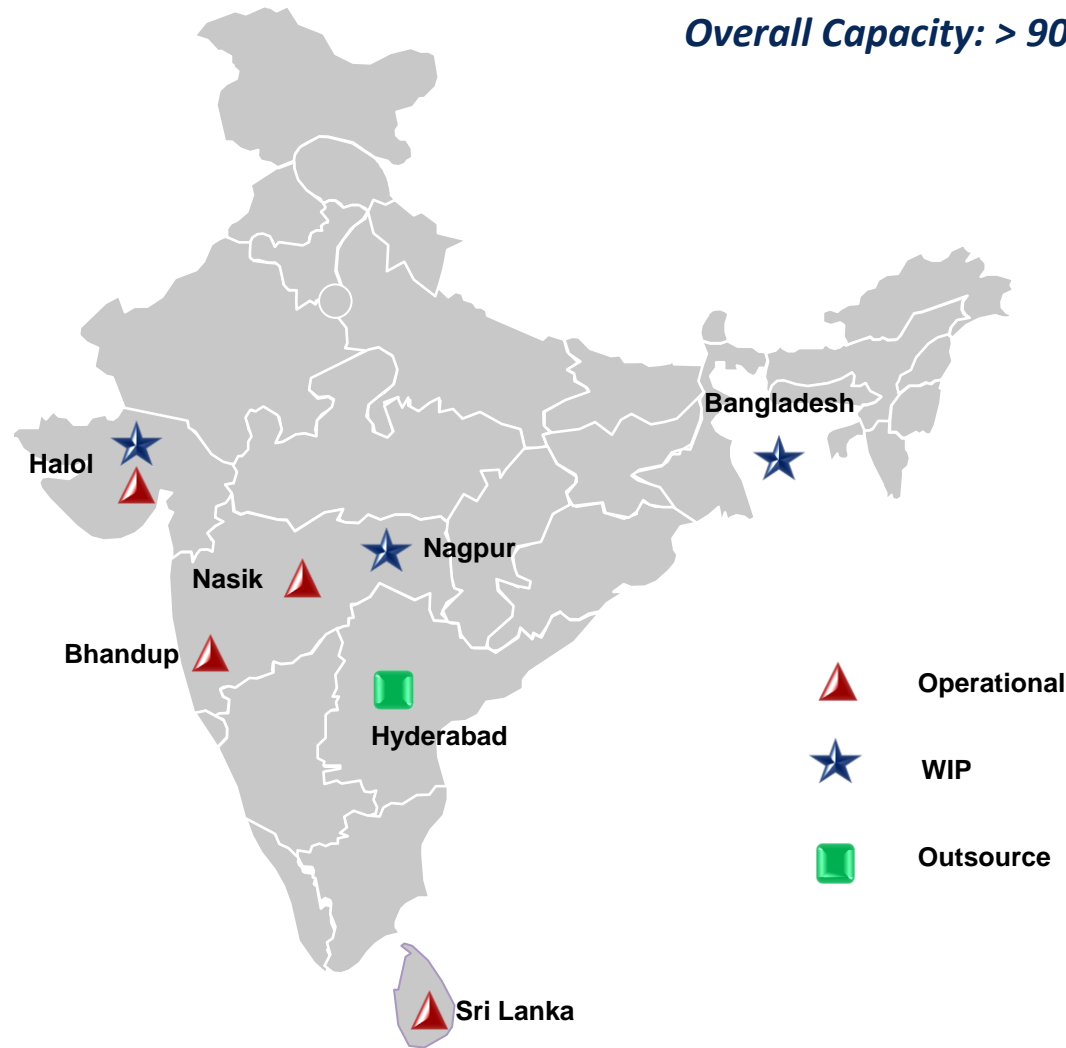 Overall Capacity: > 90
Bangladesh
Halol
Nagpur
Nasik
Bhandup
Operational
Hyderabad
WIP
Outsource
Sri Lanka